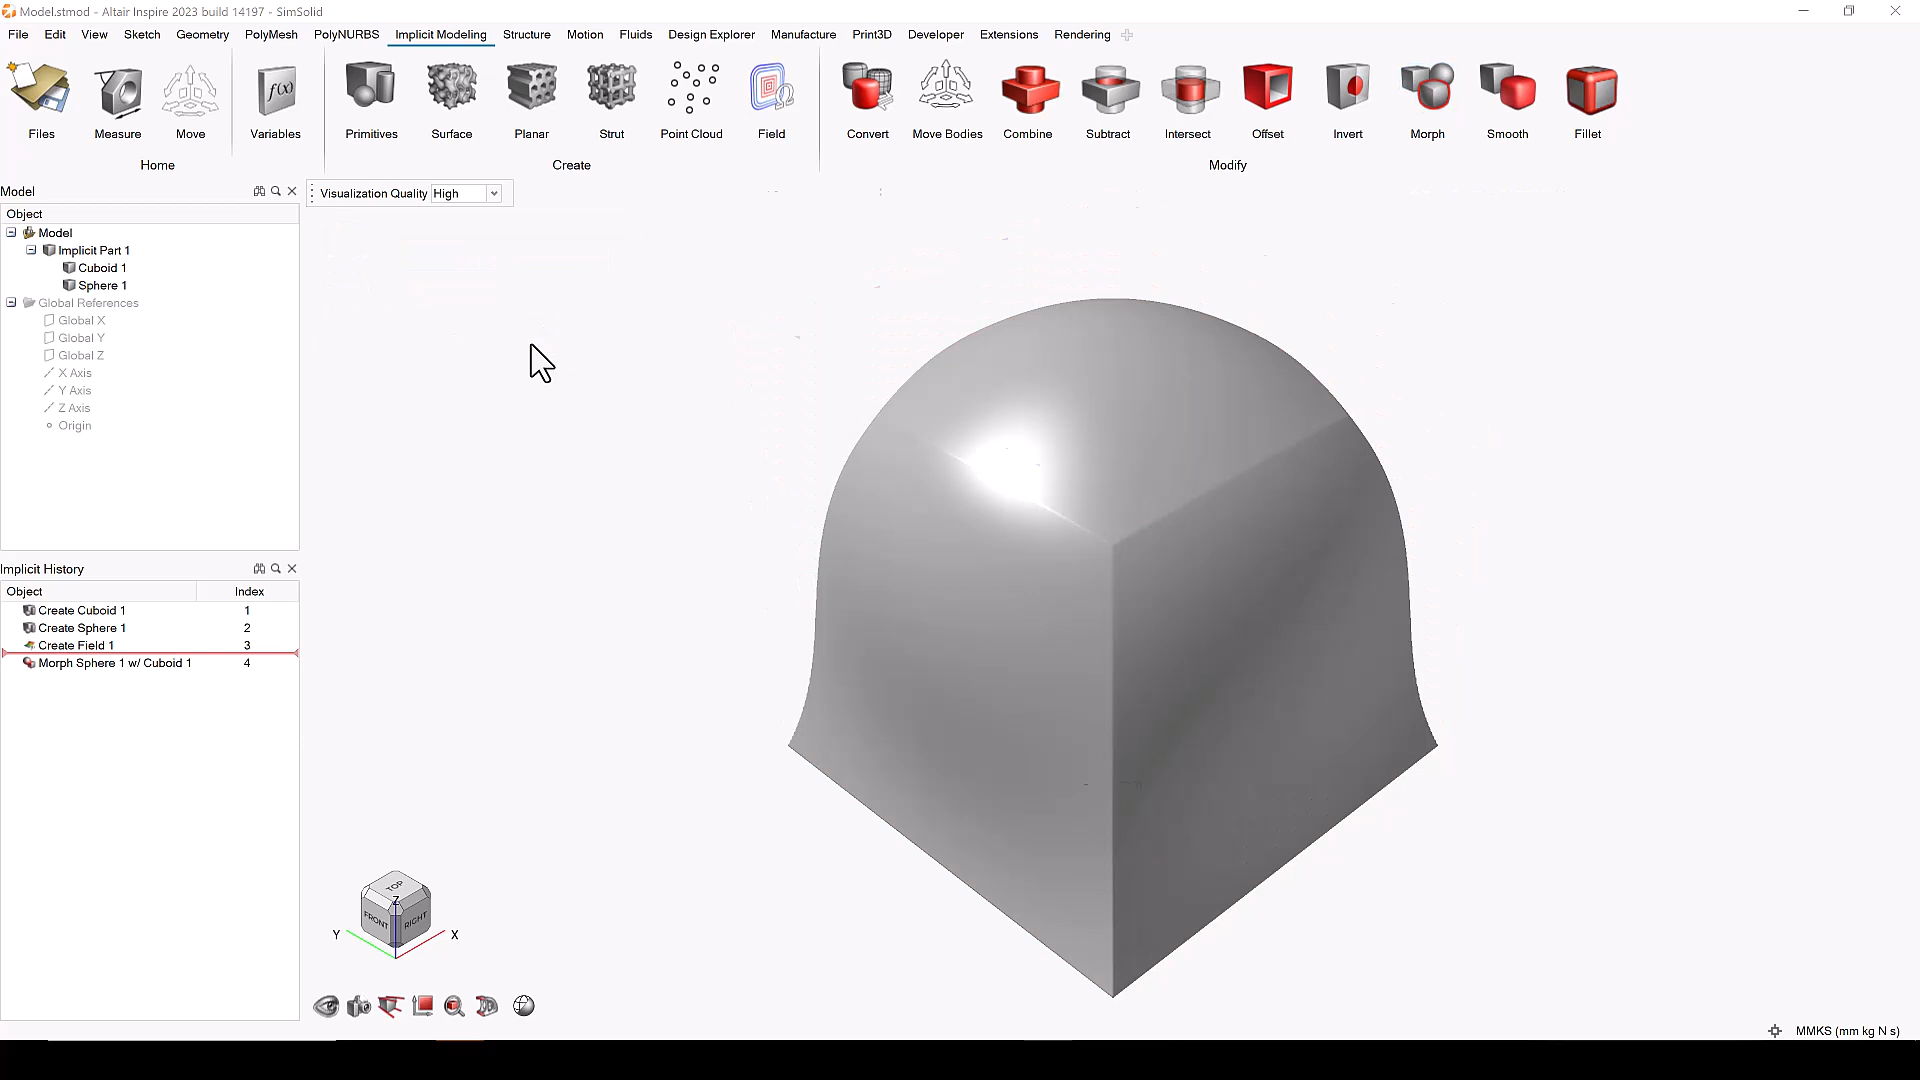 Model.stmod - Altair Inspire 2023 build 14197 - SimSolid
File Edit View Sketch Geometry PolyMesh PolyNURBS Implicit Modeling Structure Motion Fluids Design Explorer Manufacture Print3D Developer Extensions Rendering
f(x)
Files Measure Move Variables Primitives Surface Planar Strut Point Cloud Field Convert Move Bodies Combine Subtract Intersect Offset Invert Morph Smooth Fillet
Home Create Modify
Model
Visualization Quality High
Object
Model
Implicit Part 1
Cuboid 1
Sphere 1
Global References
Global X
Global Y
Global Z
X Axis
Y Axis
Z Axis
Origin
Implicit History
Object Index
Create Cuboid 1 1
Create Sphere 1 2
Create Field 1 3
Morph Sphere 1 w/ Cuboid 1 4
TOP
Z
FRONT RIGHT
Y X
MMKS (mm kg N s)